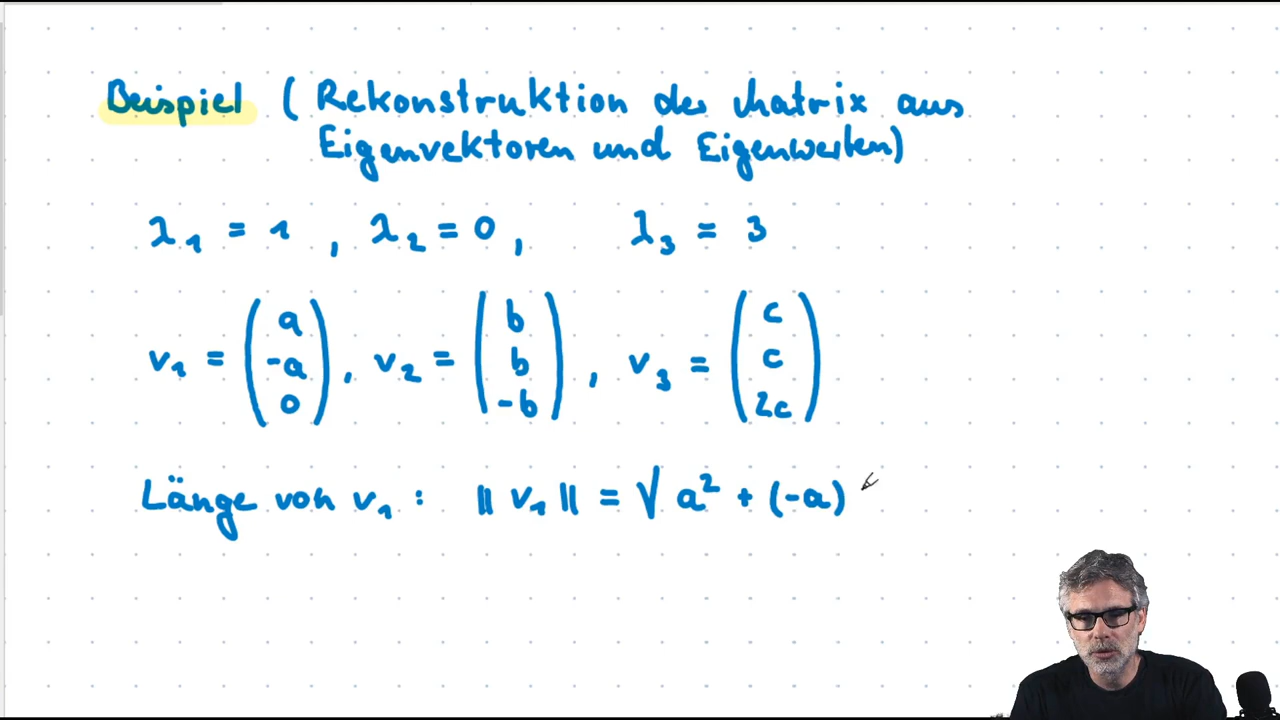 Beispiel (Rekonstruktion der Matrix aus
Eigenvektoren und Eigenwerten)
λ₁ = 1 , λ₂ = 0 , λ₃ = 3
v₁ = (a -a 0) , v₂ = (b b -b) , v₃ = (c c 2c)
Länge von v₁ : ‖ v₁ ‖ = √ a² + (-a)